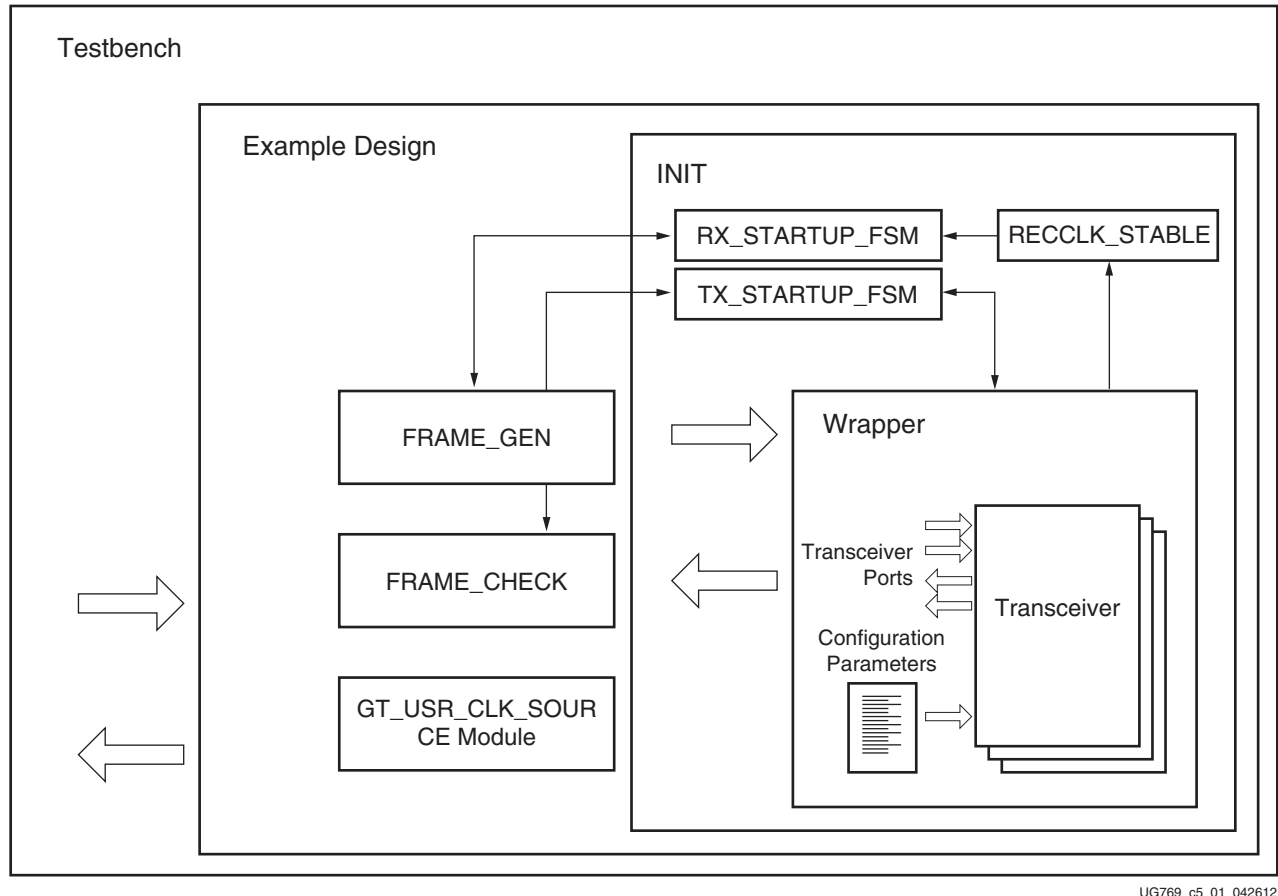 Testbench
Example Design
INIT
RX_STARTUP_FSM
RECCLK_STABLE
TX_STARTUP_FSM
FRAME_GEN
Wrapper
FRAME_CHECK
Transceiver
Ports
Transceiver
Configuration
Parameters
GT_USR_CLK_SOUR
CE Module
UG769_c5_01_042612